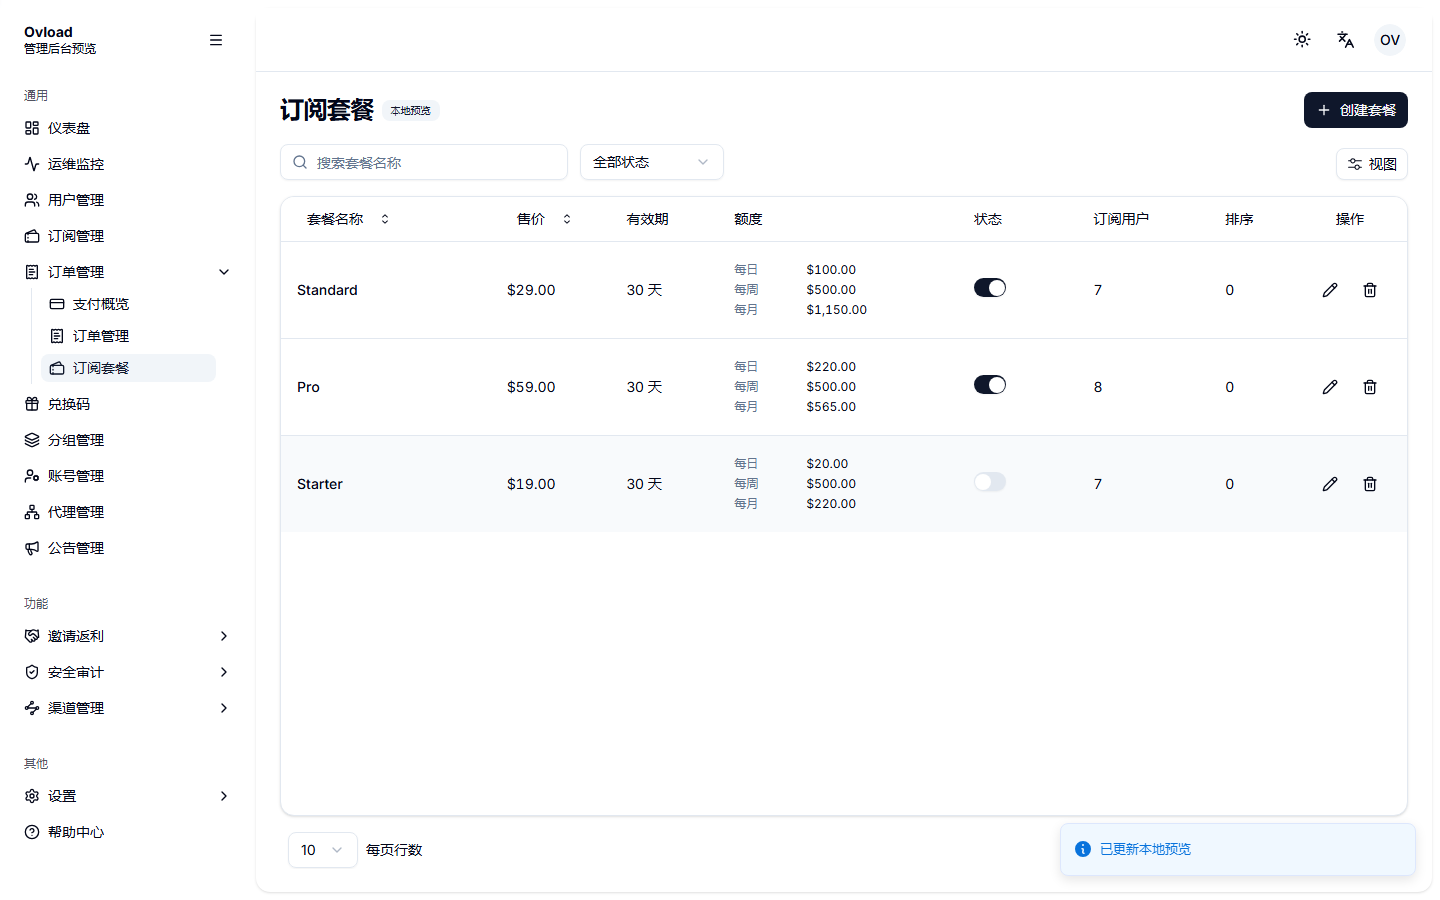 Ovload
管理后台预览
OV
通用
仪表盘
运维监控
用户管理
订阅管理
订单管理
支付概览
订单管理
订阅套餐
兑换码
分组管理
账号管理
代理管理
公告管理
功能
邀请返利
安全审计
渠道管理
其他
设置
帮助中心
订阅套餐 本地预览
创建套餐
搜索套餐名称 全部状态 视图
套餐名称 售价 有效期 额度 状态 订阅用户 排序 操作
每日 $100.00
Standard $29.00 30 天 每周 $500.00 7 0
每月 $1,150.00
每日 $220.00
Pro $59.00 30 天 每周 $500.00 8 0
每月 $565.00
每日 $20.00
Starter $19.00 30 天 每周 $500.00 7 0
每月 $220.00
10 每页行数
已更新本地预览